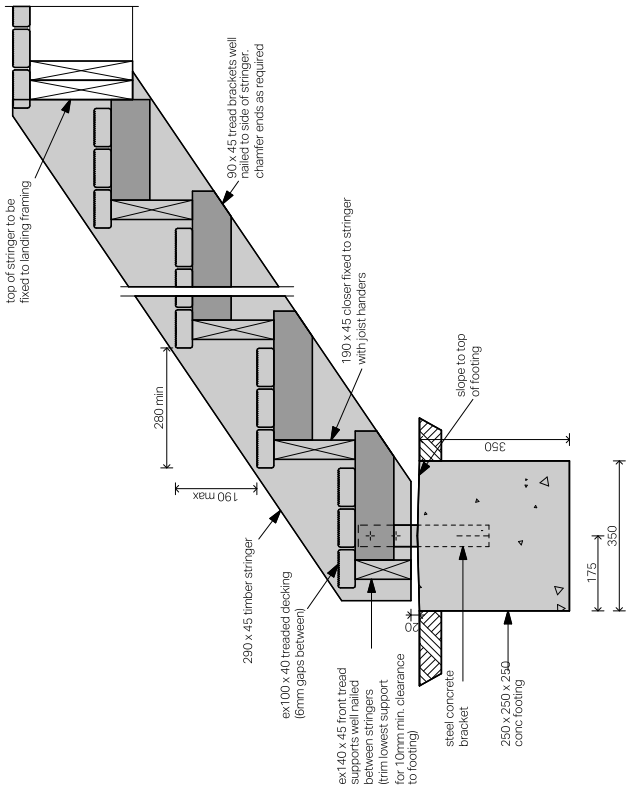 top of stringer to be
fixed to landing framing
90 x 45 tread brackets well
nailed to side of stringer.
chamfer ends as required
190 x 45 closer fixed to stringer
with joist handers
slope to top
of footing
280 min
190 max
290 x 45 timber stringer
ex100 x 40 treaded decking
(6mm gaps between)
ex140 x 45 front tread
supports well nailed
between stringers
(trim lowest support
for 10mm min. clearance
to footing)
steel concrete
bracket
250 x 250 x 250
conc footing
20
350
175
350